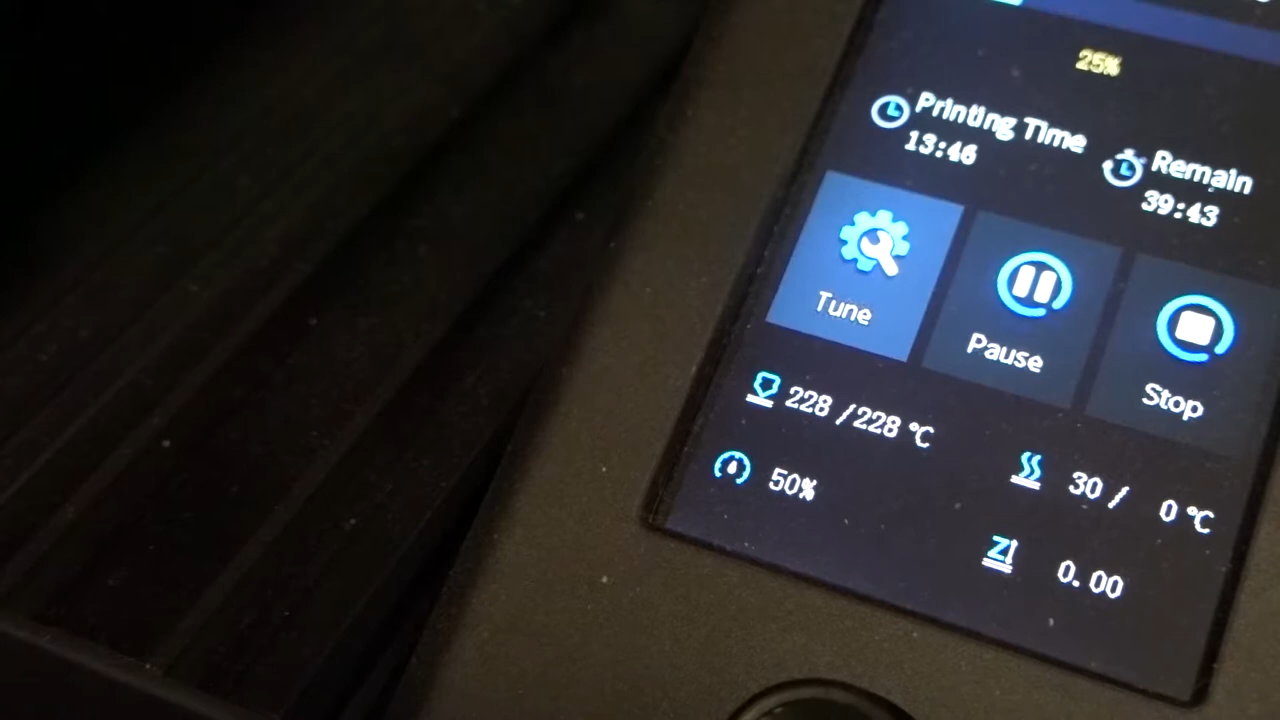 25%
Printing Time
13:46
Remain
39:43
Tune
Pause
Stop
228 /228 °C
50%
30 / 0 °C
Z
0.00